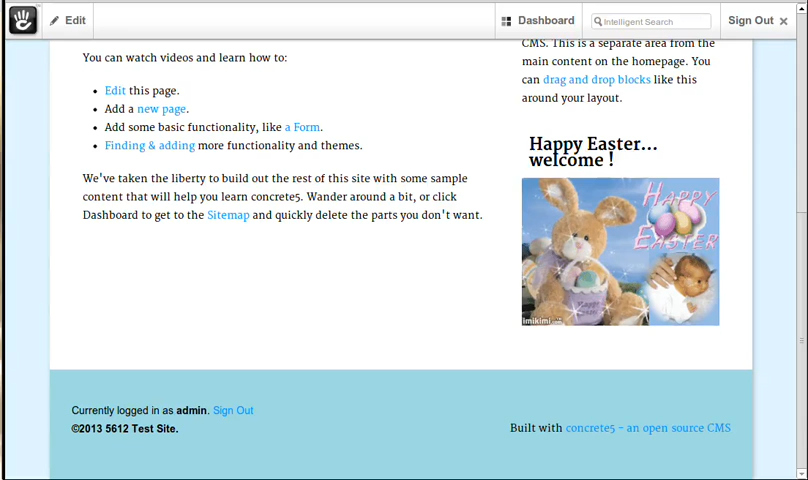 Edit
Dashboard
Intelligent Search
Sign Out ×
You can watch videos and learn how to:
• Edit this page.
• Add a new page.
• Add some basic functionality, like a Form.
• Finding & adding more functionality and themes.
We've taken the liberty to build out the rest of this site with some sample
content that will help you learn concrete5. Wander around a bit, or click
Dashboard to get to the Sitemap and quickly delete the parts you don't want.
CMS. This is a separate area from the
main content on the homepage. You
can drag and drop blocks like this
around your layout.
Happy Easter...
welcome !
HAPPY
EASTER
imikimi
Currently logged in as admin. Sign Out
©2013 5612 Test Site.
Built with concrete5 - an open source CMS